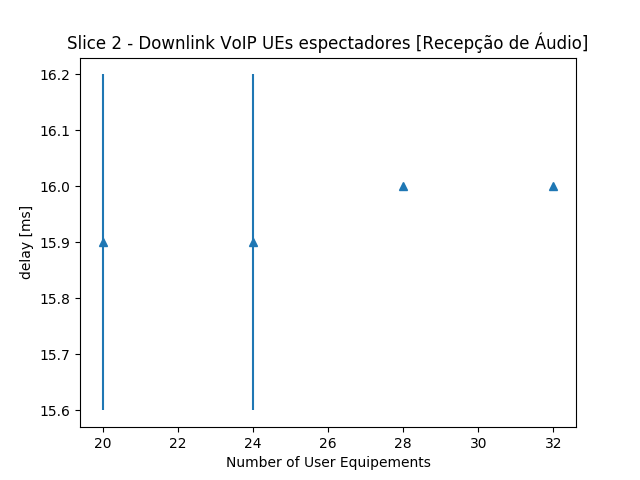 Slice 2 - Downlink VoIP UEs espectadores [Recepção de Áudio]
16.2
16.1
16.0
15.9
15.8
15.7
15.6
delay [ms]
20 22 24 26 28 30 32
Number of User Equipements